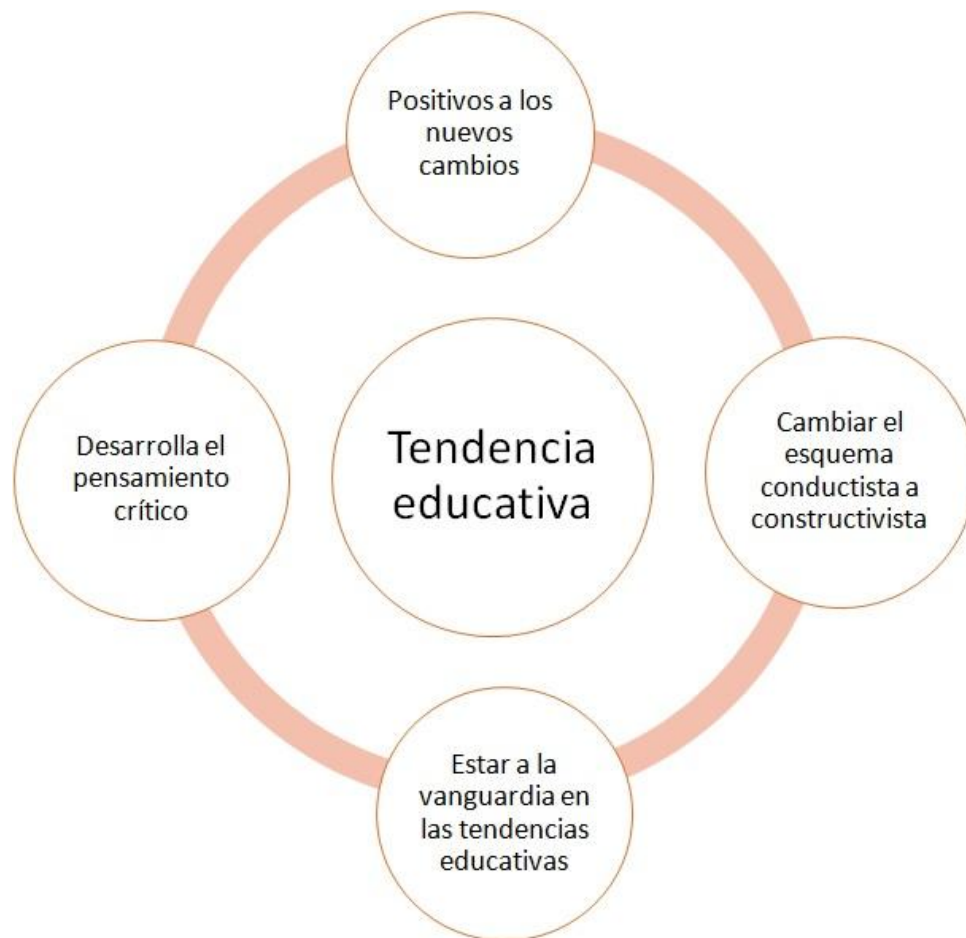 Positivos a los
nuevos
cambios
Desarrolla el
pensamiento
crítico
Tendencia
educativa
Cambiar el
esquema
conductista a
constructivista
Estar a la
vanguardia en
las tendencias
educativas